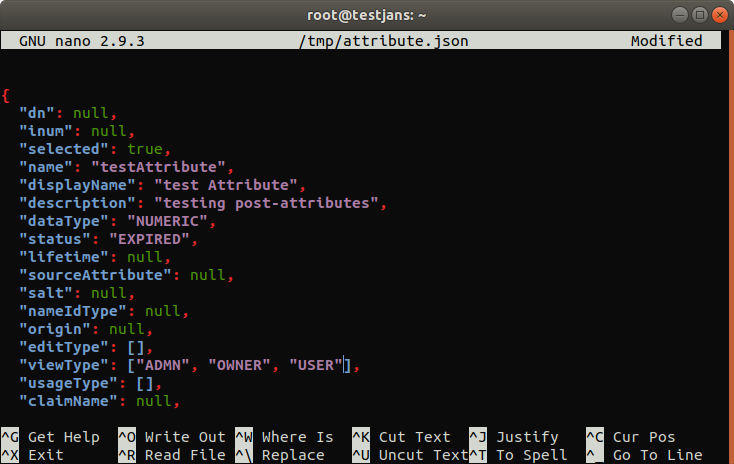 root@testjans: ~
GNU nano 2.9.3 /tmp/attribute.json Modified
{
"dn": null,
"inum": null,
"selected": true,
"name": "testAttribute",
"displayName": "test Attribute",
"description": "testing post-attributes",
"dataType": "NUMERIC",
"status": "EXPIRED",
"lifetime": null,
"sourceAttribute": null,
"salt": null,
"nameIdType": null,
"origin": null,
"editType": [],
"viewType": ["ADMN", "OWNER", "USER"],
"usageType": [],
"claimName": null,
^G Get Help ^O Write Out ^W Where Is ^K Cut Text ^J Justify ^C Cur Pos
^X Exit ^R Read File ^\ Replace ^U Uncut Text ^T To Spell ^_ Go To Line